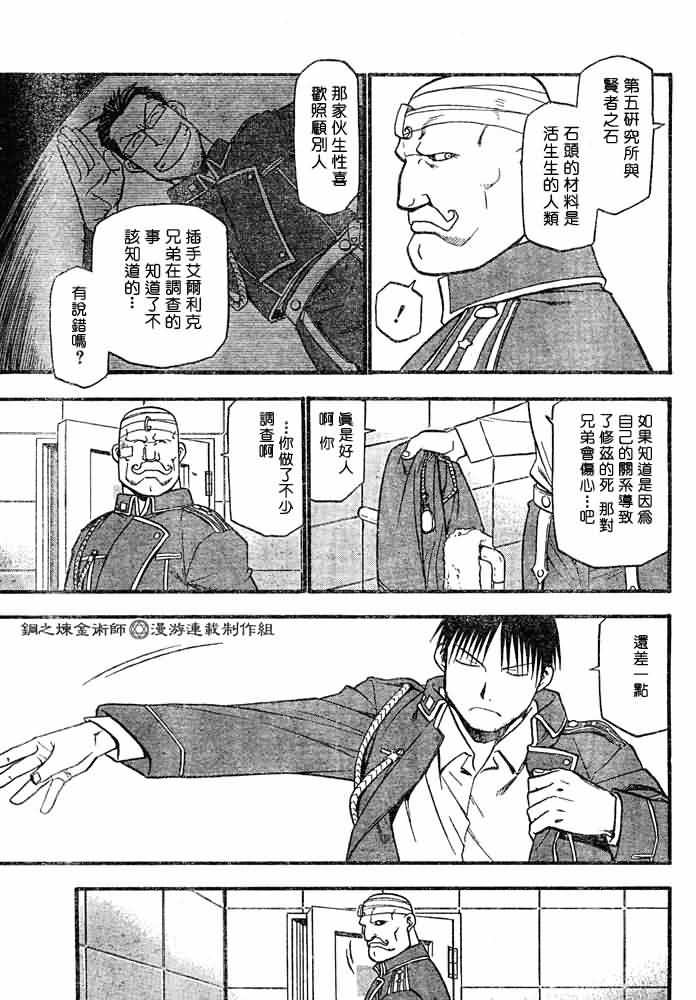 第五研究所與
賢者之石
石頭的材料是
活生生的人類
!
那家伙生性喜
歡照顧別人
插手艾爾利克
兄弟在調查的
事 知道了不
該知道的…
有說錯嗎?
如果知道是因為
自己的關系導致
了修茲的死 那對
兄弟會傷心…吧
真是好人
啊 你
…你做了不少
調查啊
還差一點
鋼之煉金術師 漫游連載制作組